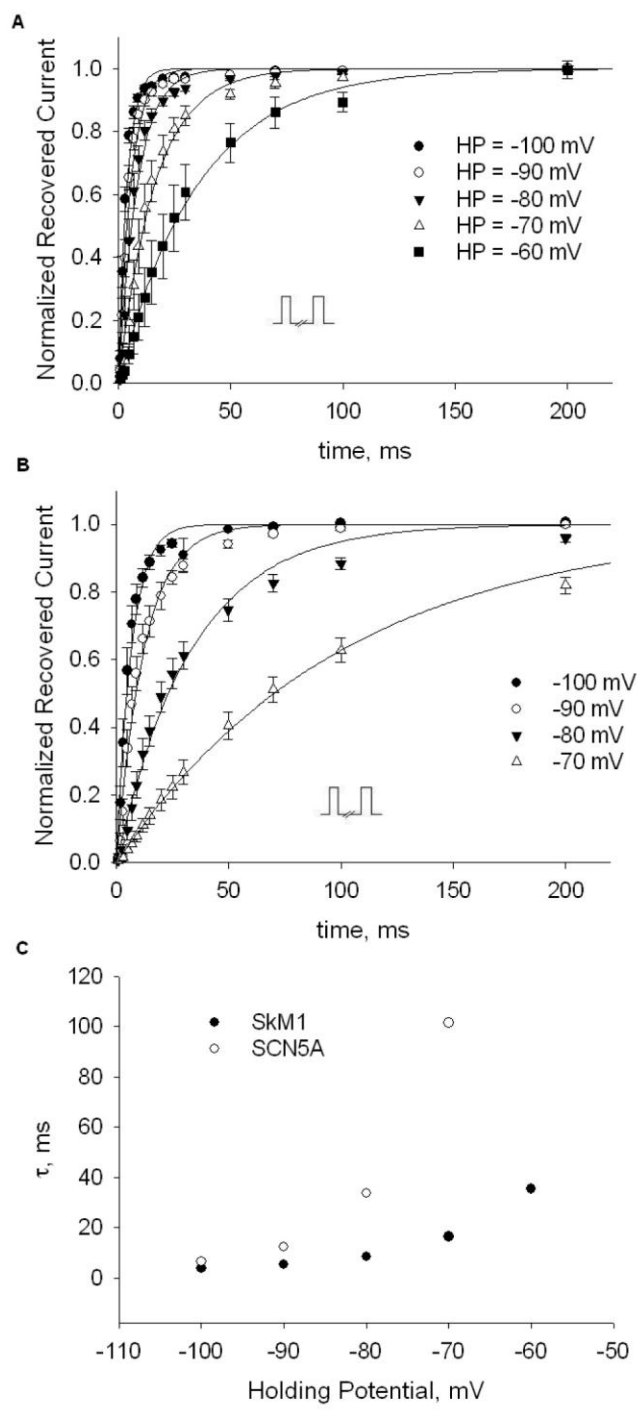 A
Normalized Recovered Current
1.0
0.8
0.6
0.4
0.2
0.0
HP = -100 mV
HP = -90 mV
HP = -80 mV
HP = -70 mV
HP = -60 mV
0 50 100 150 200
time, ms
B
Normalized Recovered Current
1.0
0.8
0.6
0.4
0.2
0.0
-100 mV
-90 mV
-80 mV
-70 mV
0 50 100 150 200
time, ms
C
τ, ms
120
100
80
60
40
20
0
SkM1
SCN5A
-110 -100 -90 -80 -70 -60 -50
Holding Potential, mV